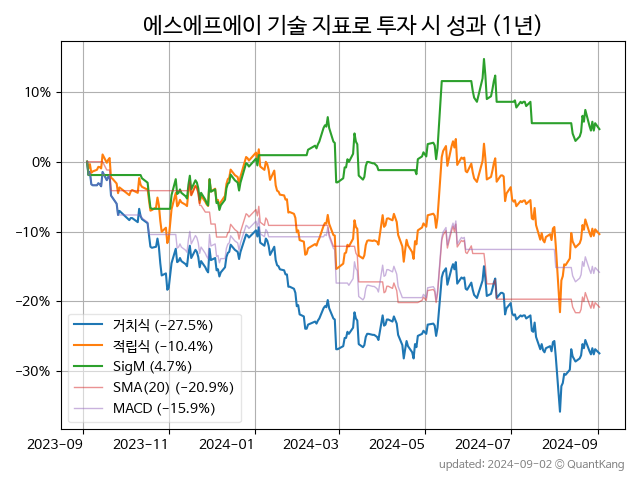 에스에프에이 기술 지표로 투자 시 성과 (1년)
10%
0%
−10%
−20%
−30%
거치식 (−27.5%)
적립식 (−10.4%)
SigM (4.7%)
SMA(20) (−20.9%)
MACD (−15.9%)
2023-09 2023-11 2024-01 2024-03 2024-05 2024-07 2024-09
updated: 2024-09-02 © QuantKang